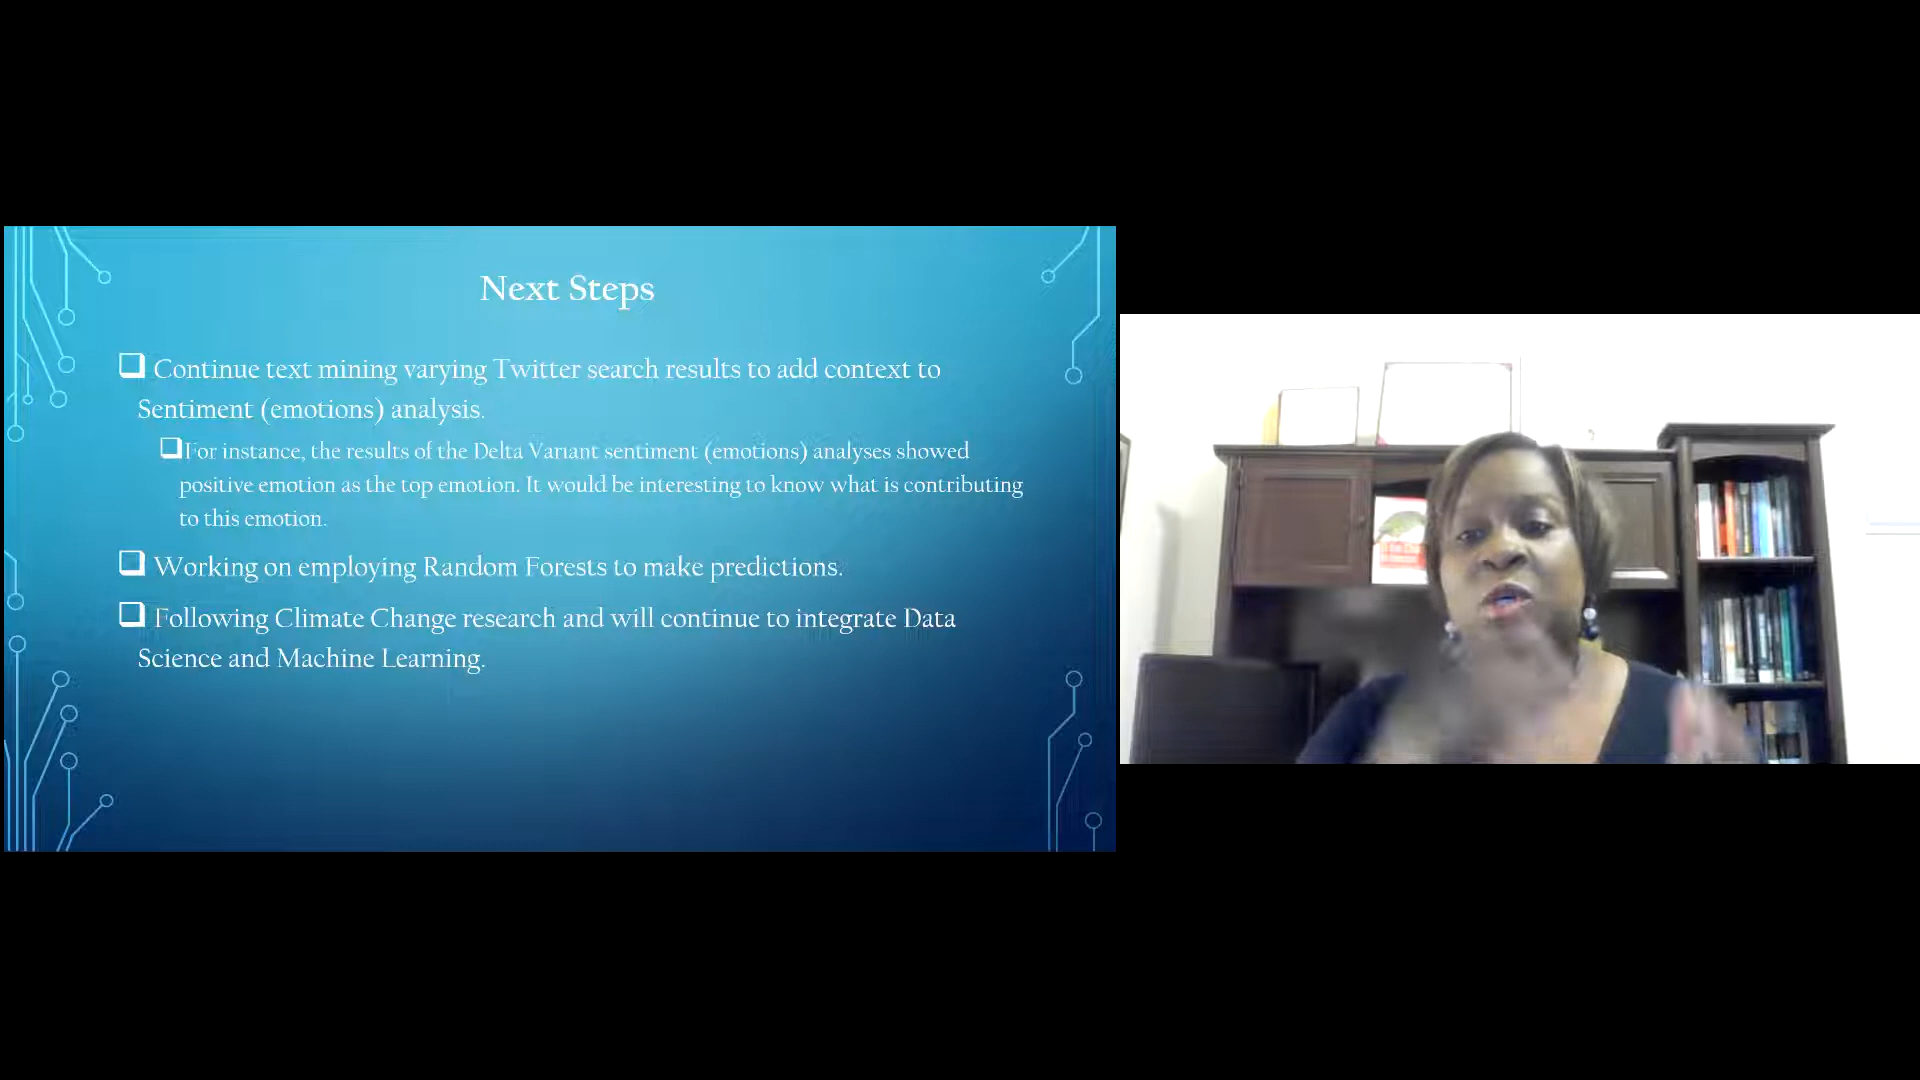 Next Steps
Continue text mining varying Twitter search results to add context to
Sentiment (emotions) analysis.
For instance, the results of the Delta Variant sentiment (emotions) analyses showed
positive emotion as the top emotion. It would be interesting to know what is contributing
to this emotion.
Working on employing Random Forests to make predictions.
Following Climate Change research and will continue to integrate Data
Science and Machine Learning.